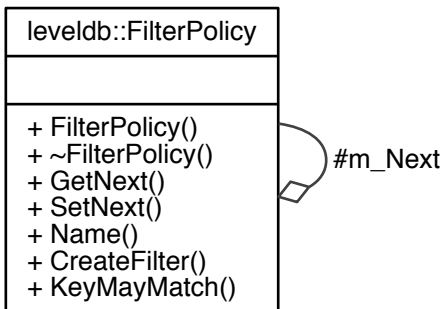 leveldb::FilterPolicy
+ FilterPolicy()
+ ~FilterPolicy()
+ GetNext()
+ SetNext()
+ Name()
+ CreateFilter()
+ KeyMayMatch()
#m_Next